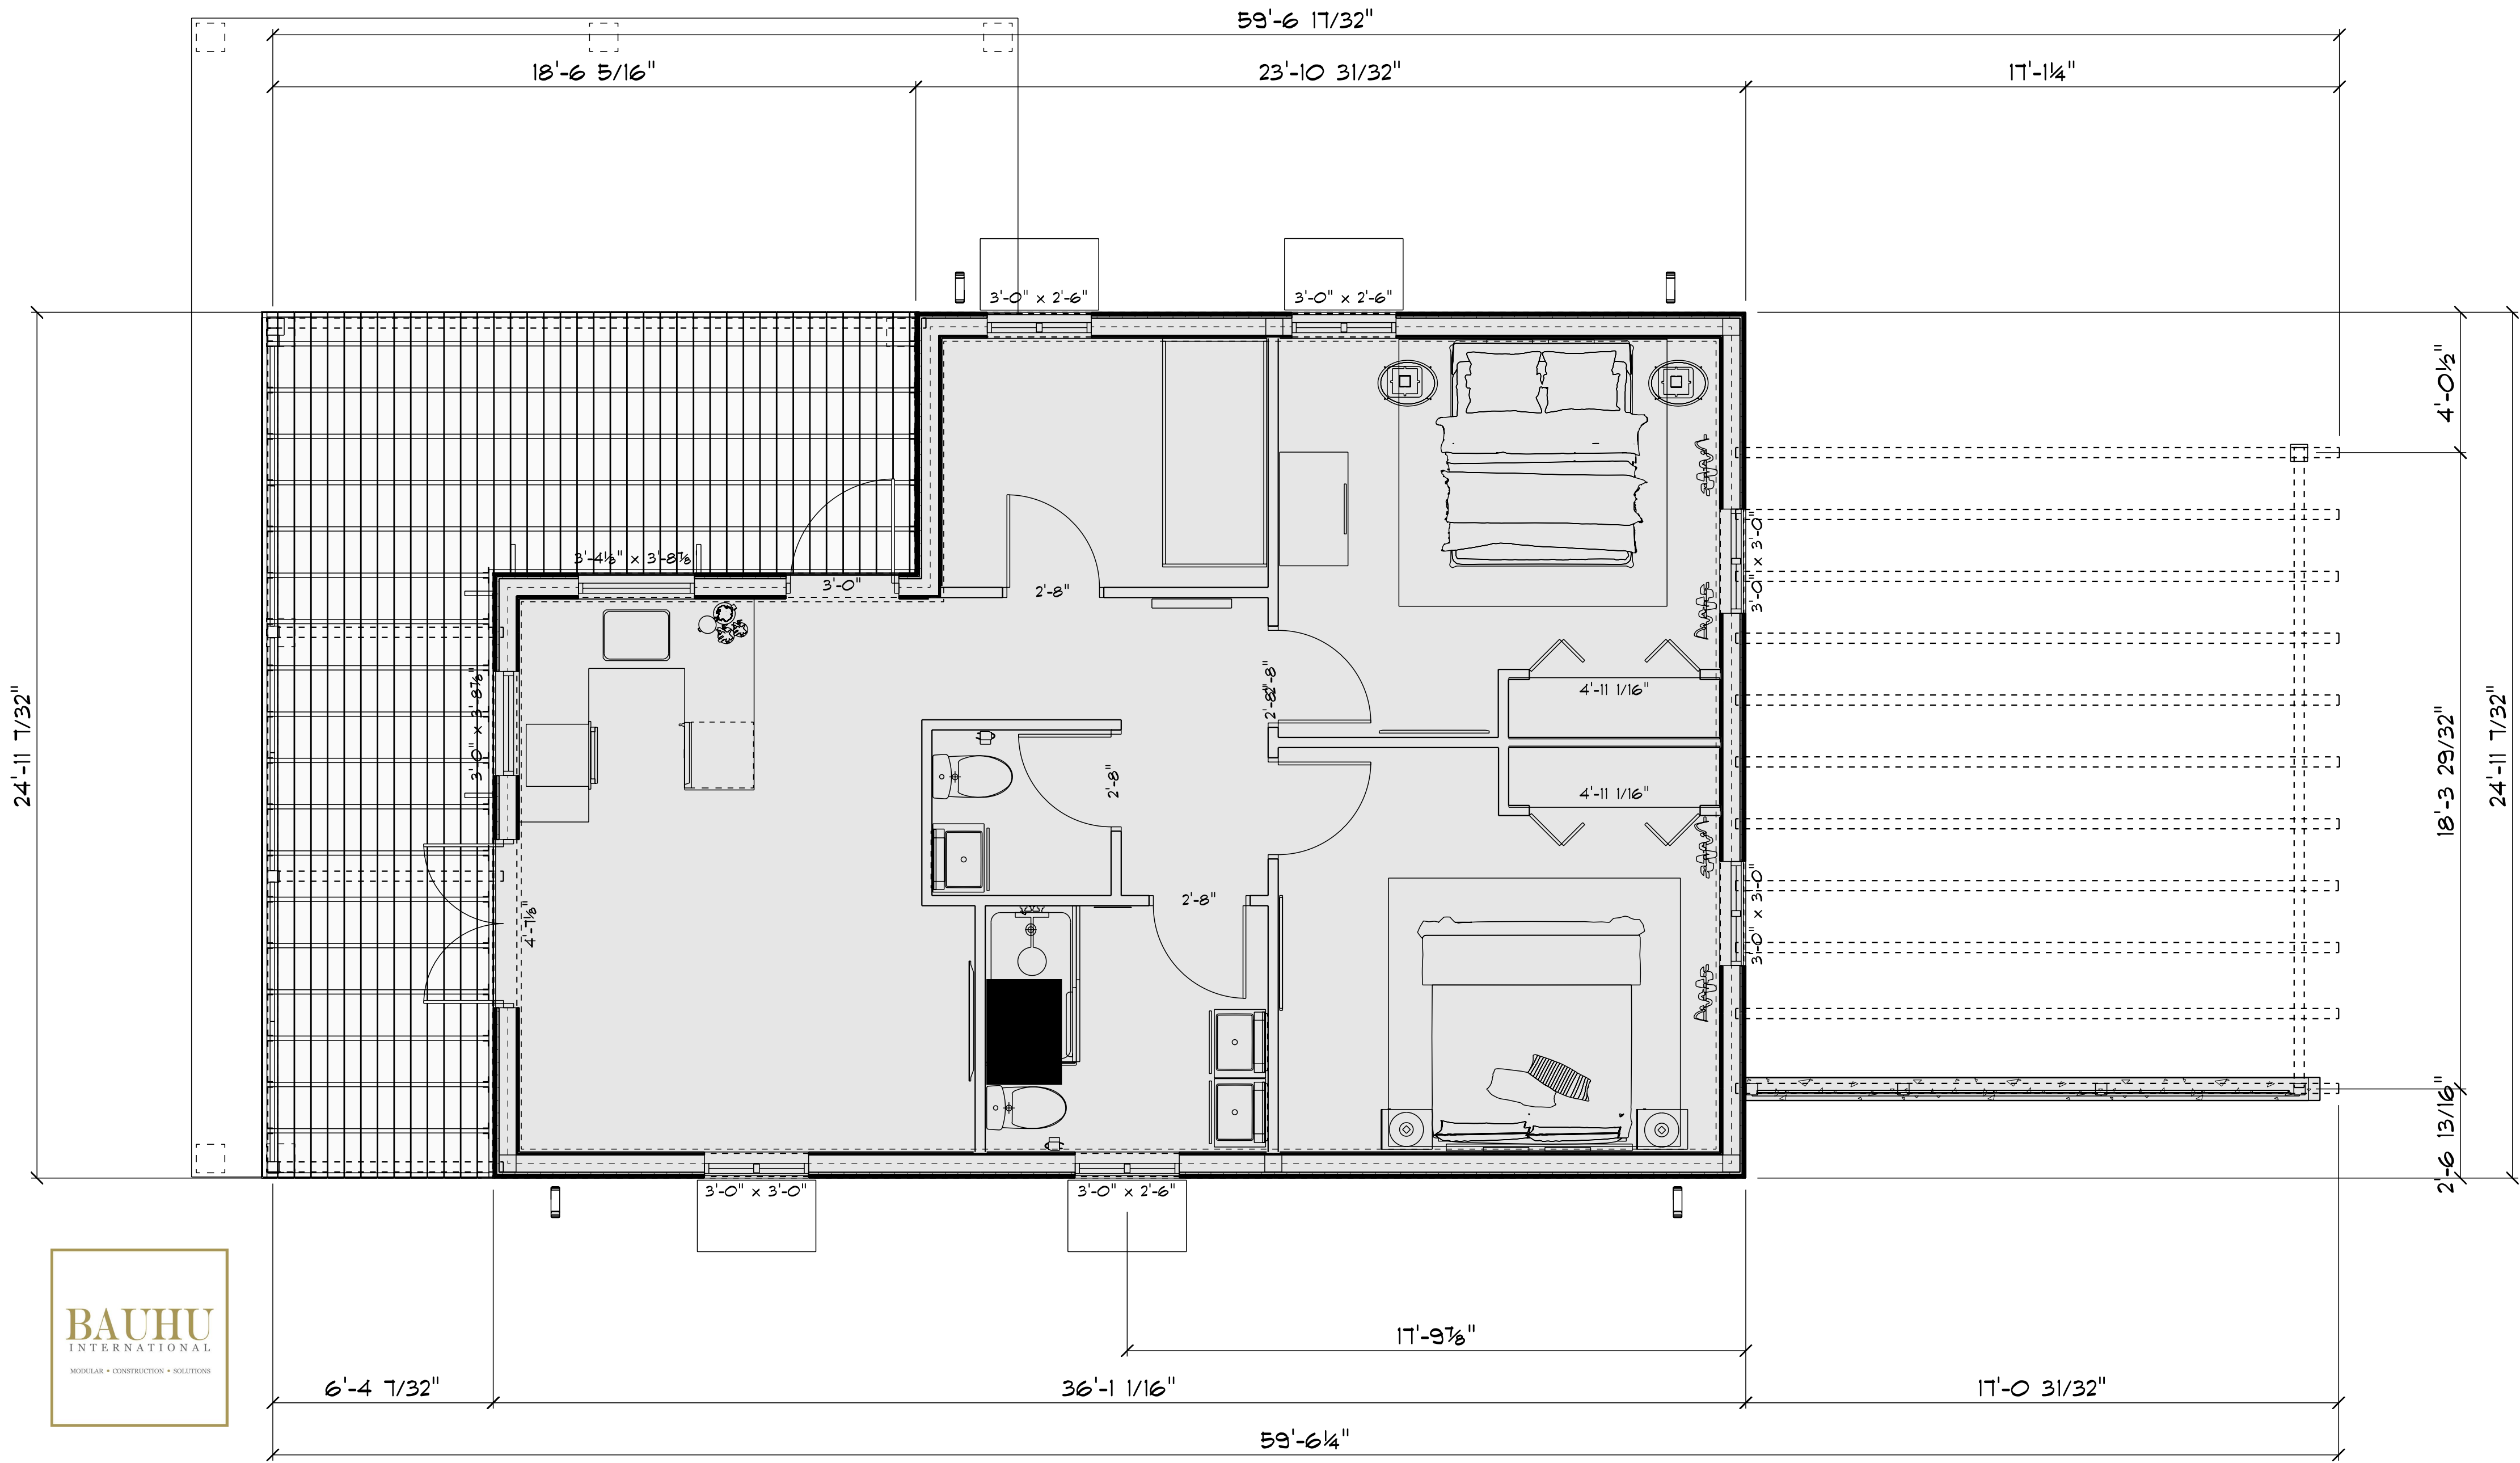 59'-6 17/32"
18'-6 5/16"
23'-10 31/32"
17'-1¼"
3'-0" x 2'-6"
3'-0" x 2'-6"
4'-0½"
3'-4½" x 3'-8⅞"
3'-0"
2'-8"
3'-0" x 3'-0"
3'-0" x 3'-8⅞"
2'-8"
2'-8"
4'-11 1/16"
24'-11 7/32"
2'-8"
4'-11 1/16"
18'-3 29/32"
24'-11 7/32"
4'-7⅛"
2'-8"
3'-0" x 3'-0"
2'-6 13/16"
3'-0" x 3'-0"
3'-0" x 2'-6"
BAUHU
INTERNATIONAL
MODULAR • CONSTRUCTION • SOLUTIONS
17'-9⅞"
6'-4 7/32"
36'-1 1/16"
17'-0 31/32"
59'-6¼"